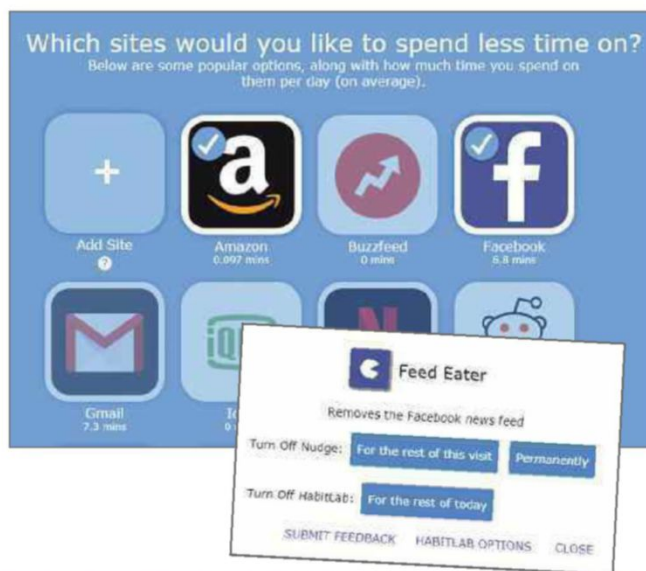 Which sites would you like to spend less time on?
Below are some popular options, along with how much time you spend on
them per day (on average).
+
Add Site
?
Amazon
0.097 mins
Buzzfeed
0 mins
Facebook
6.8 mins
Gmail
7.3 mins
Feed Eater
Removes the Facebook news feed
Turn Off Nudge: For the rest of this visit Permanently
Turn Off HabitLab: For the rest of today
SUBMIT FEEDBACK HABITLAB OPTIONS CLOSE